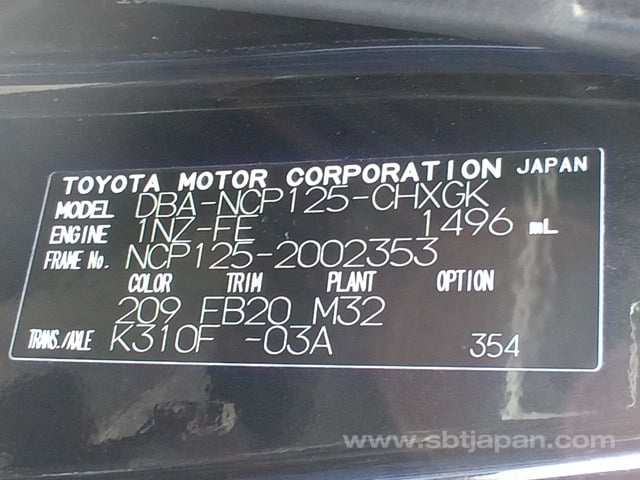 TOYOTA MOTOR CORPORATION JAPAN
MODEL DBA-NCP125-CHXGK
ENGINE 1NZ-FE 1496 mL
FRAME No. NCP125-2002353
COLOR TRIM PLANT OPTION
209 FB20 M32
TRANS./AXLE K310F -03A 354
www.sbtjapan.com